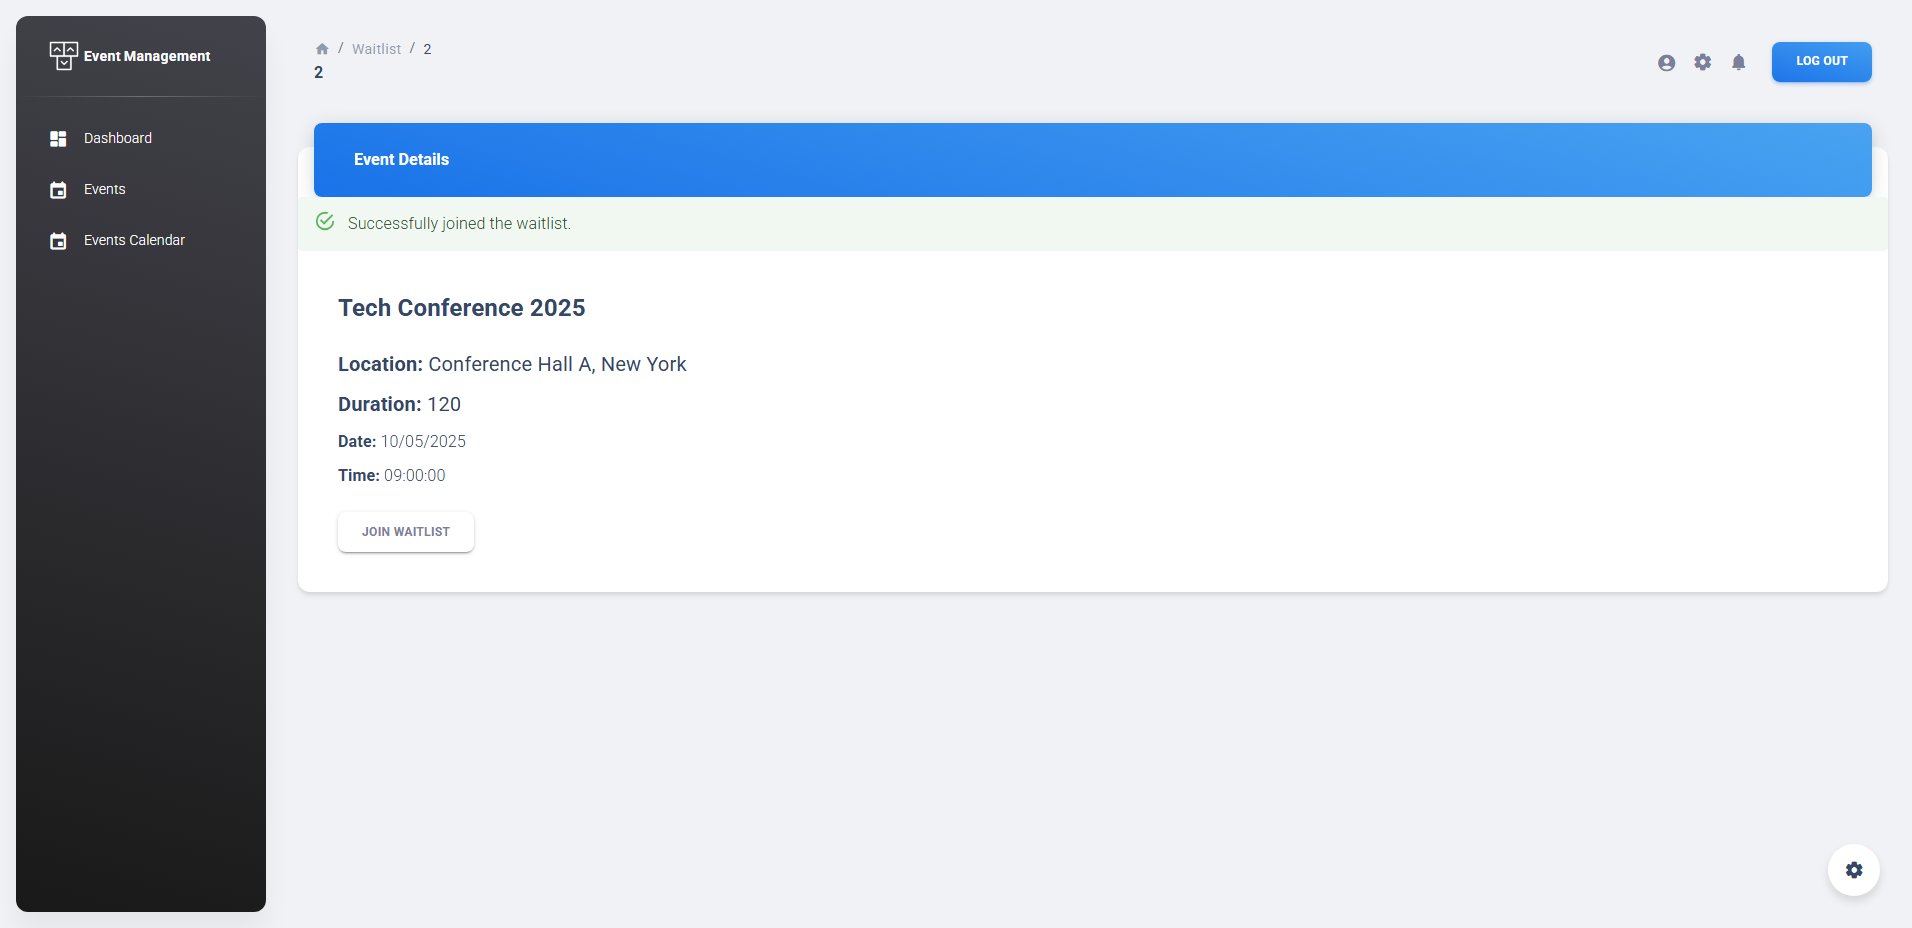 Event Management
Dashboard
Events
Events Calendar
/ Waitlist / 2
2
LOG OUT
Event Details
Successfully joined the waitlist.
Tech Conference 2025
Location: Conference Hall A, New York
Duration: 120
Date: 10/05/2025
Time: 09:00:00
JOIN WAITLIST